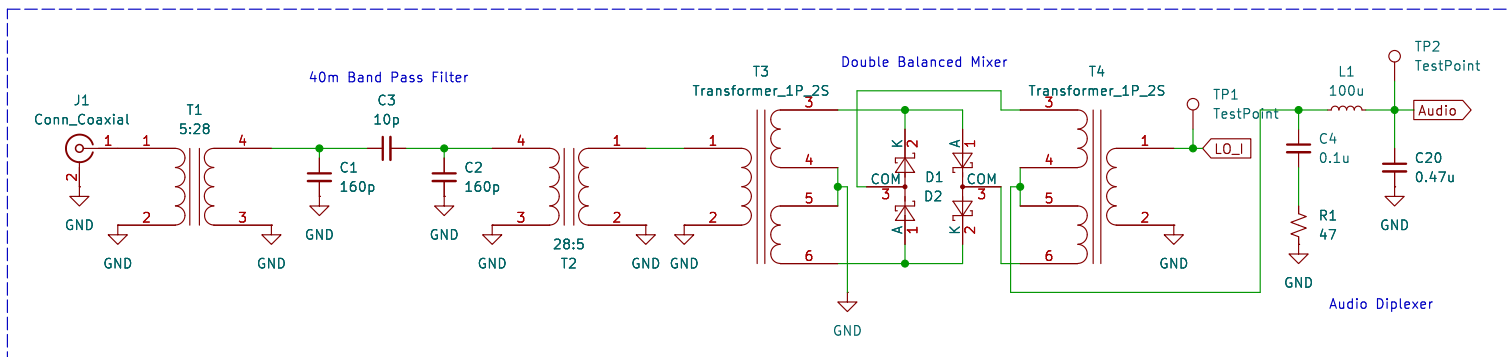 40m Band Pass Filter
Double Balanced Mixer
Audio Diplexer
J1
Conn_Coaxial
1
2
GND
T1
5:28
1
2
4
3
GND
GND
C1
160p
GND
C3
10p
C2
160p
GND
4
3
1
2
28:5
T2
GND
GND
GND
T3
Transformer_1P_2S
1
2
3
4
5
6
GND
K
2
COM
3
A
1
D1
D2
A
1
COM
3
K
2
T4
Transformer_1P_2S
3
4
5
6
1
2
GND
TP1
TestPoint
LO_I
C4
0.1u
R1
47
GND
L1
100u
TP2
TestPoint
Audio
C20
0.47u
GND